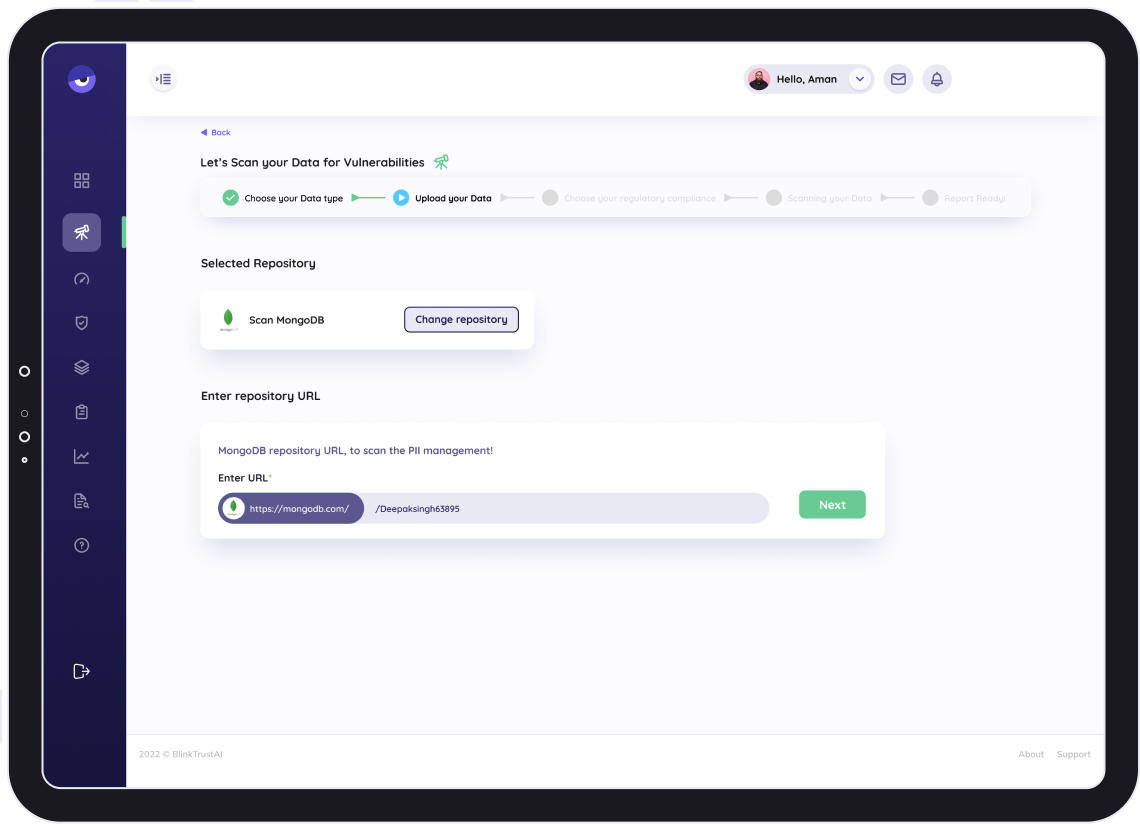 Hello, Aman
Back
Let's Scan your Data for Vulnerabilities
Choose your Data type
Upload your Data
Choose your regulatory compliance
Scanning your Data
Report Ready!
Selected Repository
Scan MongoDB
Change repository
Enter repository URL
MongoDB repository URL, to scan the PII management!
Enter URL*
https://mongodb.com/
/Deepaksingh63895
Next
2022 © BlinkTrustAI
About
Support